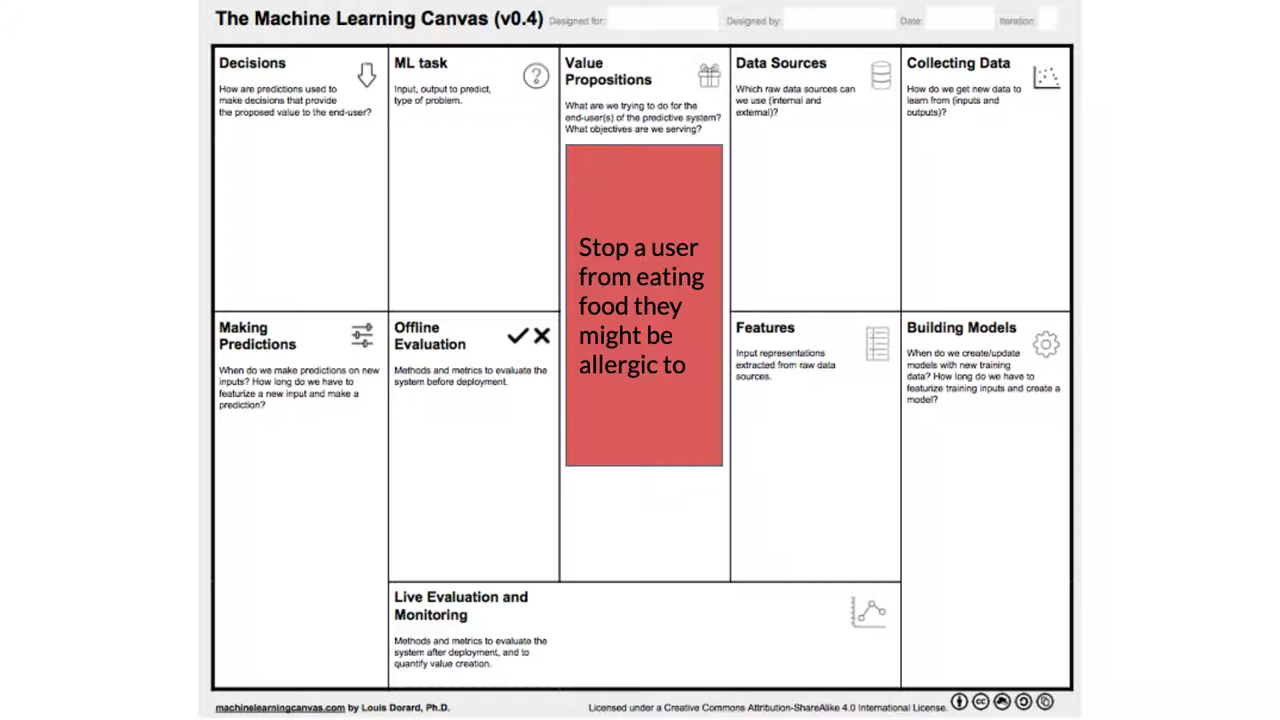 The Machine Learning Canvas (v0.4) Designed for: Designed by: Date: Iteration:
Decisions
How are predictions used to
make decisions that provide
the proposed value to the end-user?
ML task
Input, output to predict,
type of problem.
Value
Propositions
What are we trying to do for the
end-user(s) of the predictive system?
What objectives are we serving?
Stop a user
from eating
food they
might be
allergic to
Data Sources
Which raw data sources can
we use (internal and
external)?
Collecting Data
How do we get new data to
learn from (inputs and
outputs)?
Making
Predictions
When do we make predictions on new
inputs? How long do we have to
featurize a new input and make a
prediction?
Offline
Evaluation
Methods and metrics to evaluate the
system before deployment.
Features
Input representations
extracted from raw data
sources.
Building Models
When do we create/update
models with new training
data? How long do we have to
featurize training inputs and create a
model?
Live Evaluation and
Monitoring
Methods and metrics to evaluate the
system after deployment, and to
quantify value creation.
machinelearningcanvas.com by Louis Dorard, Ph.D.
Licensed under a Creative Commons Attribution-ShareAlike 4.0 International License.